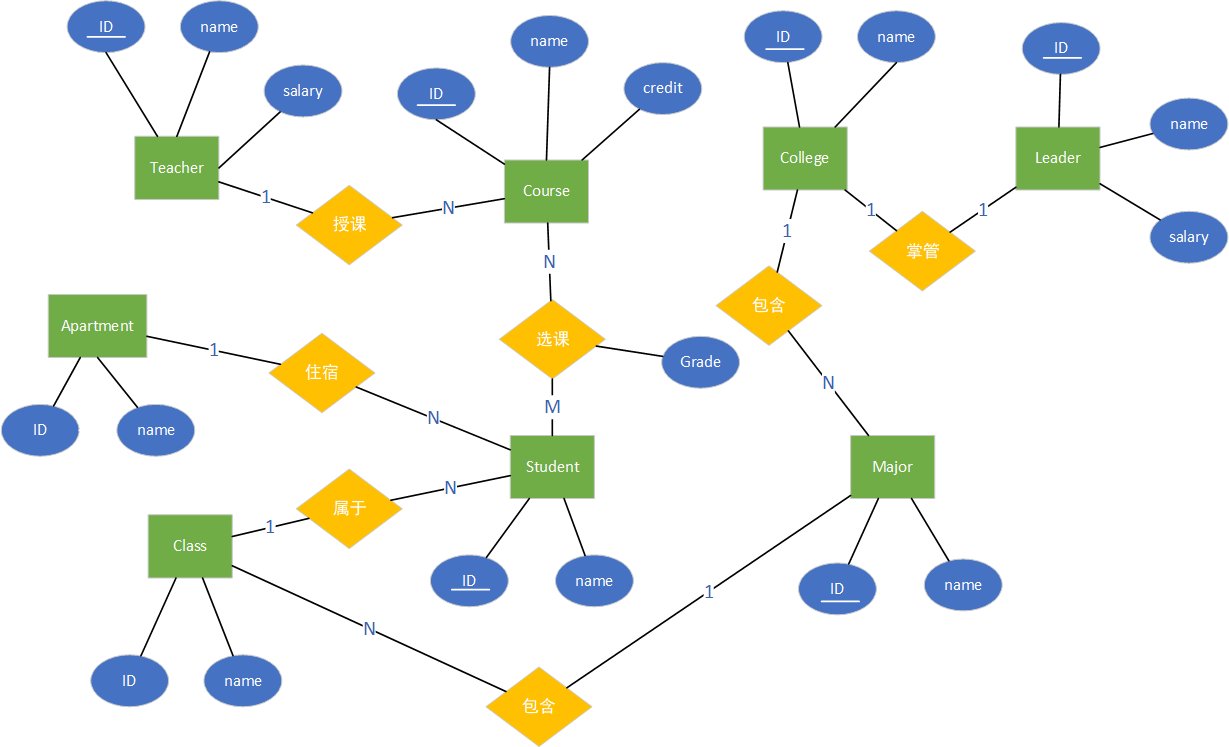 ID
name
salary
Teacher
1
授课
N
ID
name
credit
Course
ID
name
College
ID
name
salary
Leader
1
掌管
1
1
包含
N
N
选课
Grade
M
Apartment
1
住宿
N
ID
name
Student
N
属于
1
Class
ID
name
ID
name
Major
ID
name
N
包含
1